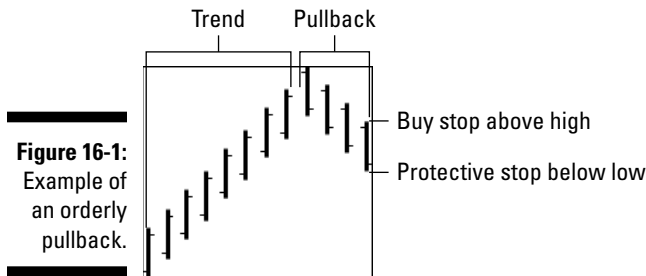 Trend Pullback
Buy stop above high
Protective stop below low
Figure 16-1:
Example of
an orderly
pullback.